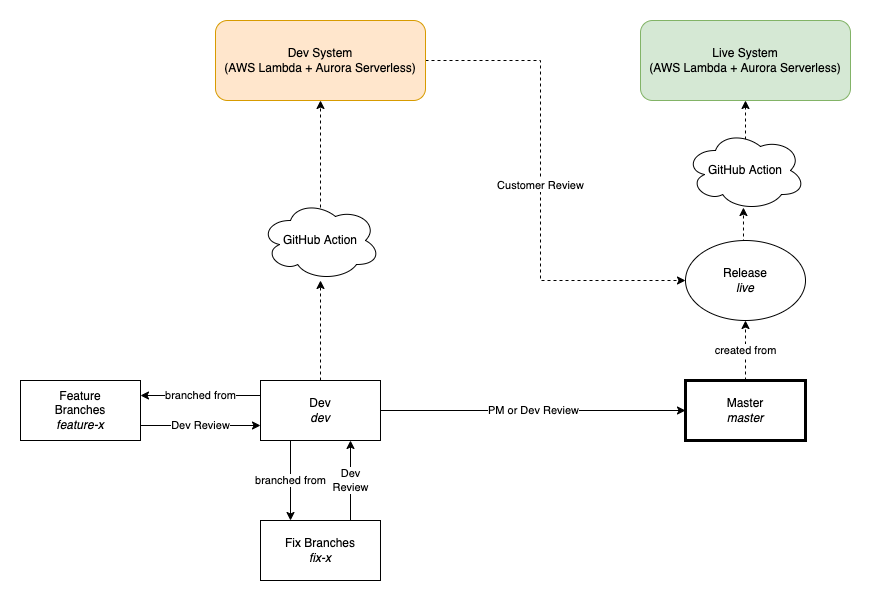 Dev System
(AWS Lambda + Aurora Serverless)
Live System
(AWS Lambda + Aurora Serverless)
GitHub Action
Customer Review
GitHub Action
Release
live
created from
Feature
Branches
feature-x
branched from
Dev Review
Dev
dev
PM or Dev Review
Master
master
branched from
Dev
Review
Fix Branches
fix-x